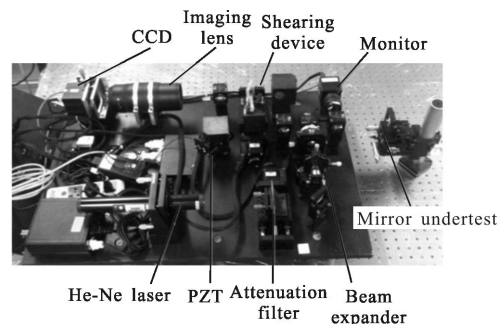 Imaging
lens
Shearing
device
CCD
Monitor
Mirror undertest
He-Ne laser
PZT
Attenuation
filter
Beam
expander